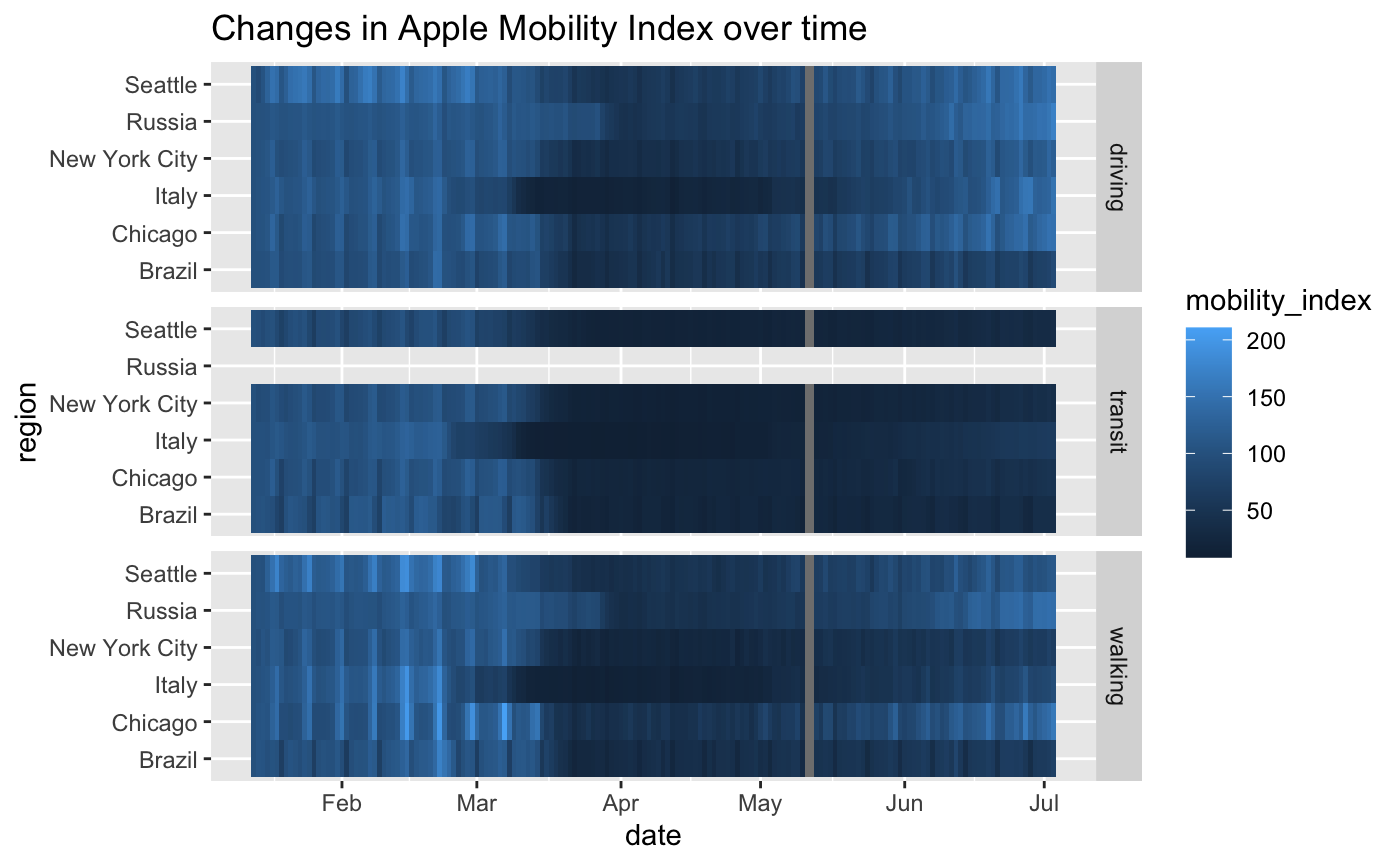 Changes in Apple Mobility Index over time
region
Seattle
Russia
New York City
Italy
Chicago
Brazil
driving
Seattle
Russia
New York City
Italy
Chicago
Brazil
transit
Seattle
Russia
New York City
Italy
Chicago
Brazil
walking
Feb Mar Apr May Jun Jul
date
mobility_index
200
150
100
50